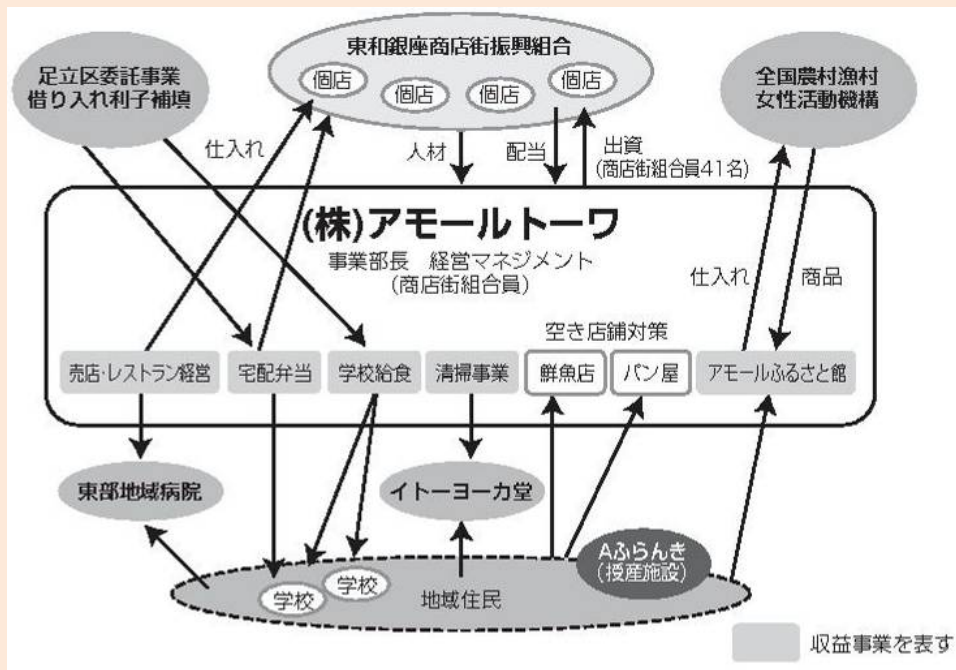 東和銀座商店街振興組合
個店
個店
個店
個店
足立区委託事業
借り入れ利子補填
全国農村漁村
女性活動機構
仕入れ
人材
配当
出資
(商店街組合員41名)
(株)アモールトーワ
事業部長 経営マネジメント
(商店街組合員)
仕入れ
商品
空き店舗対策
売店・レストラン経営
宅配弁当
学校給食
清掃事業
鮮魚店
パン屋
アモールふるさと館
東部地域病院
イトーヨーカ堂
Aふらんき
(授産施設)
学校
学校
地域住民
収益事業を表す